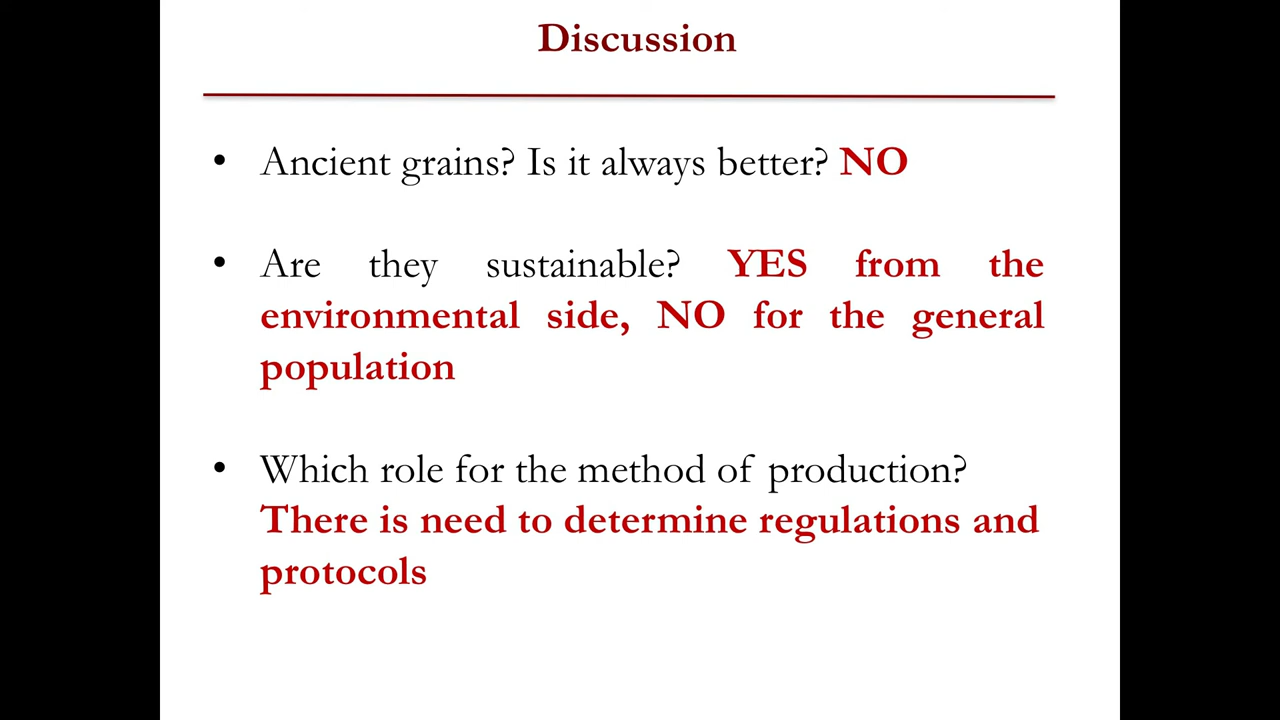 Discussion
• Ancient grains? Is it always better? NO
• Are they sustainable? YES from the
environmental side, NO for the general
population
• Which role for the method of production?
There is need to determine regulations and
protocols